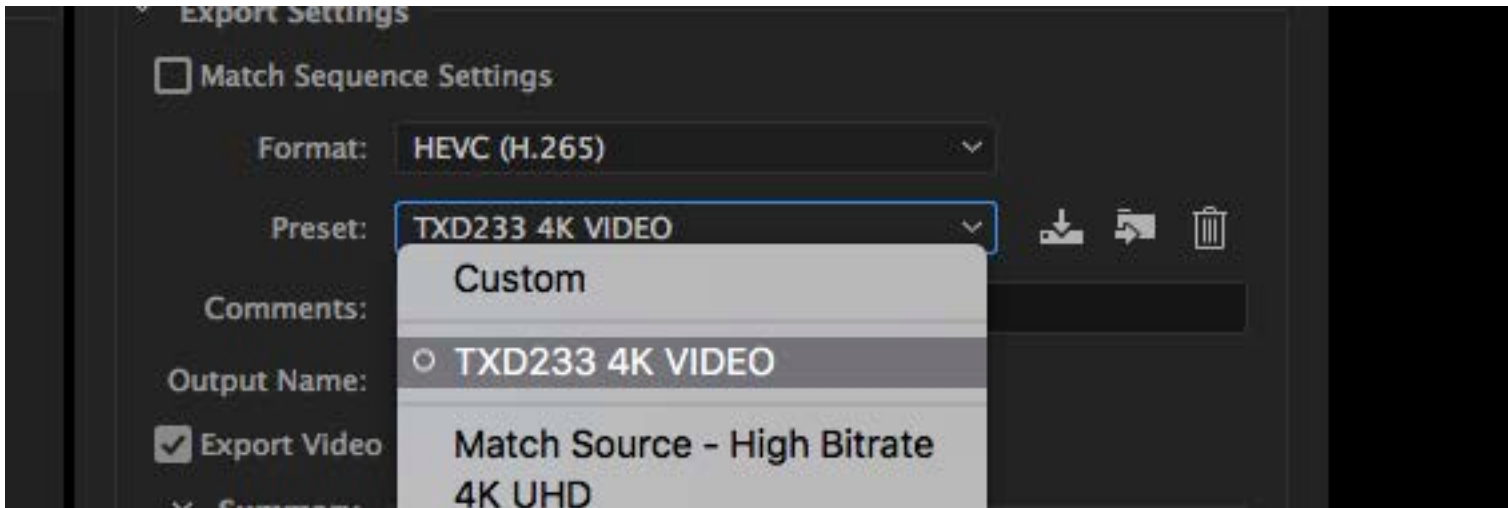 Export Settings
Match Sequence Settings
Format: HEVC (H.265)
Preset: TXD233 4K VIDEO
Custom
Comments:
TXD233 4K VIDEO
Output Name:
Export Video
Match Source - High Bitrate
4K UHD
Summary